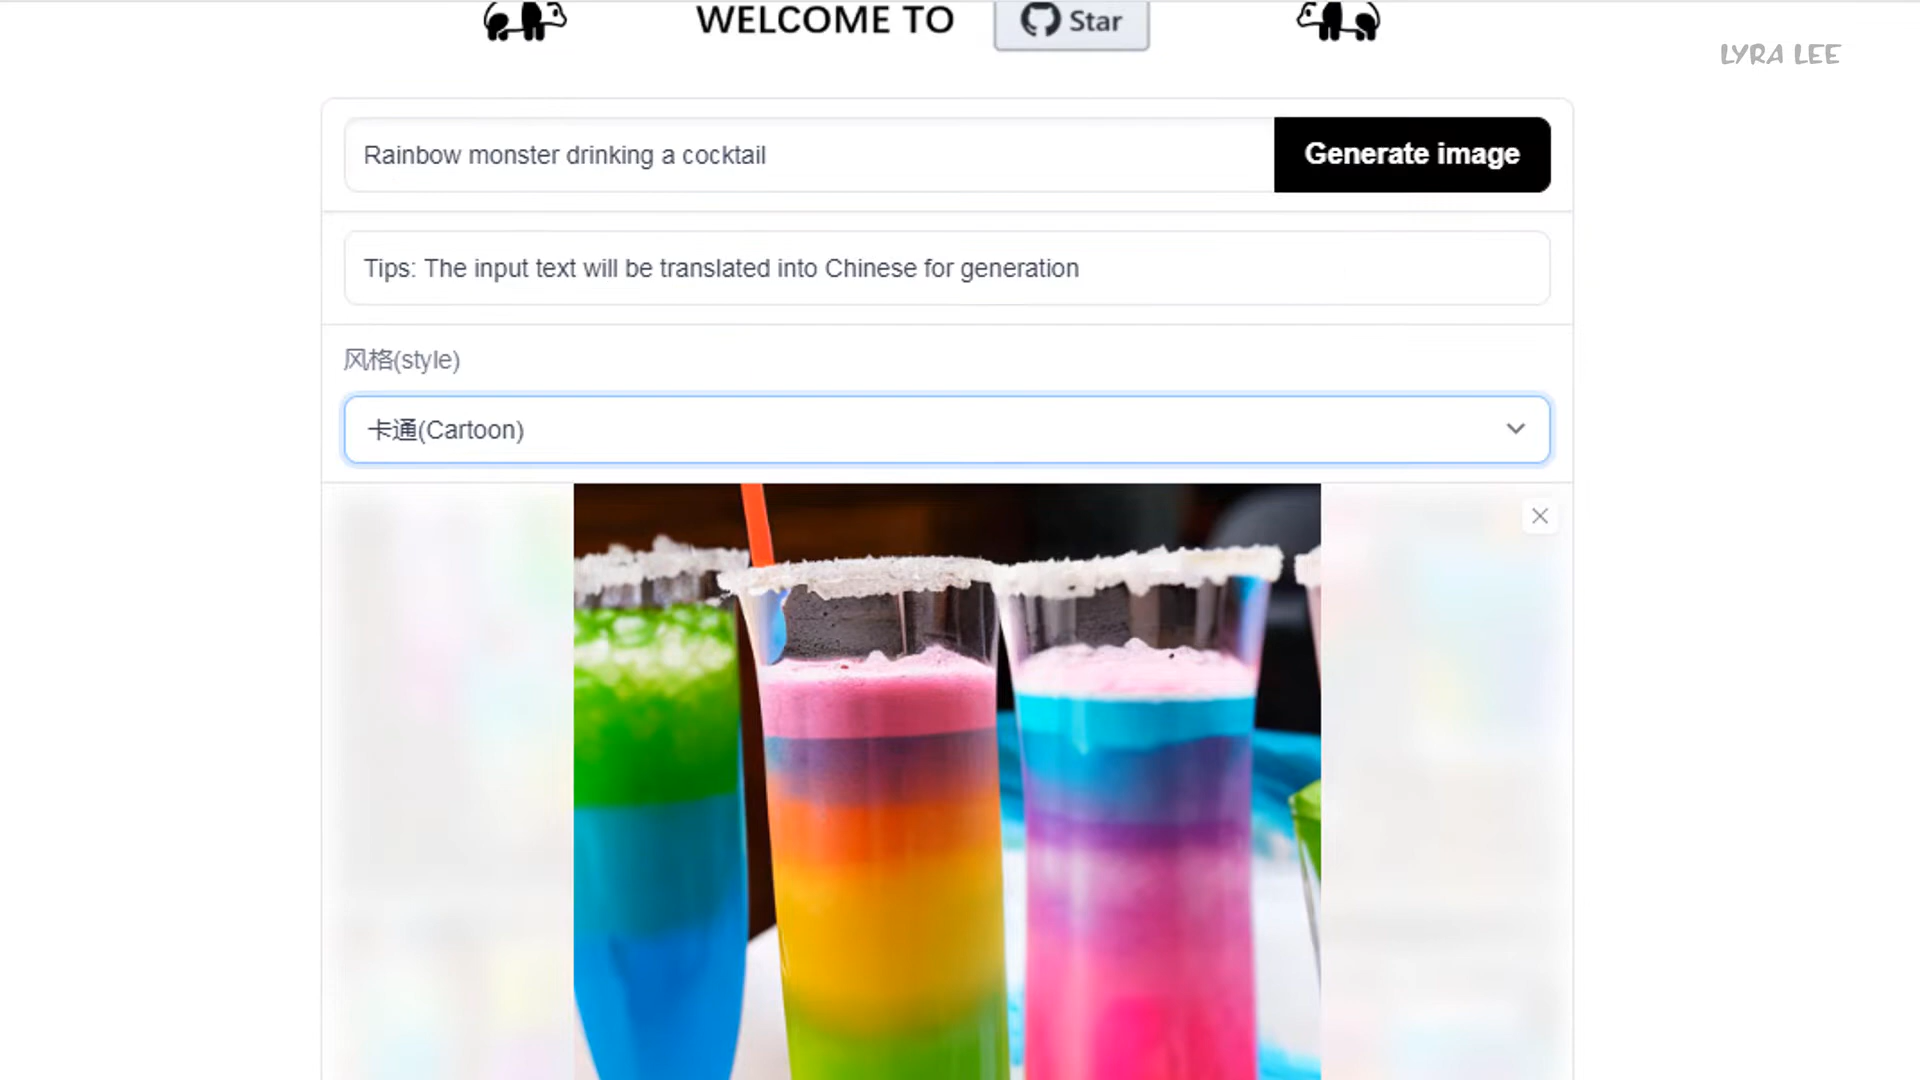 WELCOME TO
Star
LYRA LEE
Rainbow monster drinking a cocktail
Generate image
Tips: The input text will be translated into Chinese for generation
风格(style)
卡通(Cartoon)